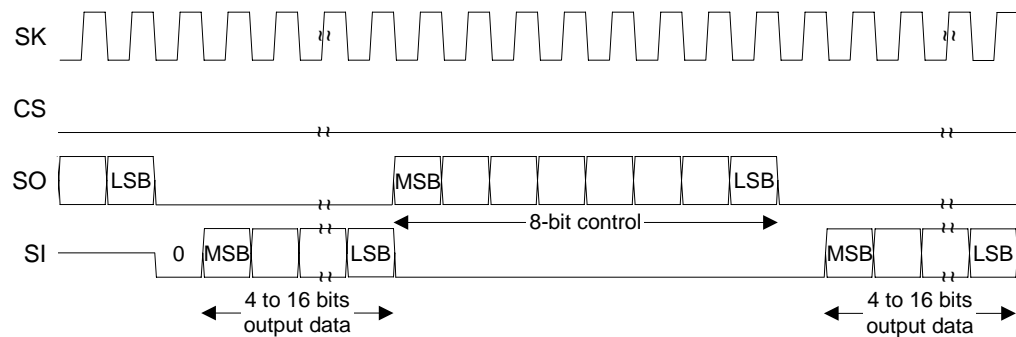 SK
CS
SO
LSB
MSB
LSB
8-bit control
SI
0
MSB
LSB
MSB
LSB
4 to 16 bits
output data
4 to 16 bits
output data